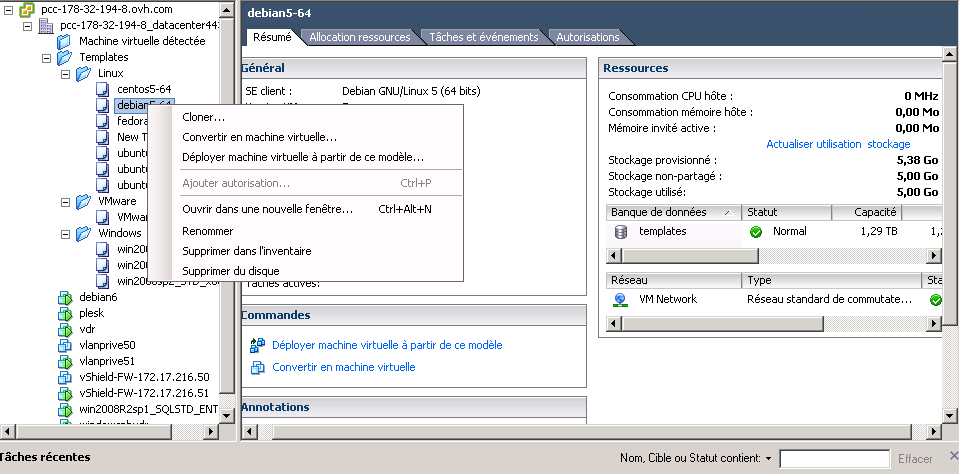 pcc-178-32-194-8.ovh.com
pcc-178-32-194-8_datacenter443
Machine virtuelle détectée
Templates
Linux
centos5-64
debian5-64
fedora
New T
ubunt
ubunt
ubunt
VMware
VMwa
Windows
win200
win200
debian6
plesk
vdr
vlanprive50
vlanprive51
vShield-FW-172.17.216.50
vShield-FW-172.17.216.51
win2008R2sp1_SQLSTD_ENT
Cloner...
Convertir en machine virtuelle...
Déployer machine virtuelle à partir de ce modèle...
Ajouter autorisation... Ctrl+P
Ouvrir dans une nouvelle fenêtre... Ctrl+Alt+N
Renommer
Supprimer dans l'inventaire
Supprimer du disque
debian5-64
Résumé Allocation ressources Tâches et événements Autorisations
Général
SE client : Debian GNU/Linux 5 (64 bits)
Tâches actives:
Commandes
Déployer machine virtuelle à partir de ce modèle
Convertir en machine virtuelle
Annotations
Ressources
Consommation CPU hôte : 0 MHz
Consommation mémoire hôte : 0,00 Mo
Mémoire invité active : 0,00 Mo
Actualiser utilisation stockage
Stockage provisionné : 5,38 Go
Stockage non-partagé : 5,00 Go
Stockage utilisé: 5,00 Go
Banque de données Statut Capacité
templates Normal 1,29 TB 1,2
Réseau Type Sta
VM Network Réseau standard de commutate...
Tâches récentes
Nom, Cible ou Statut contient: Effacer